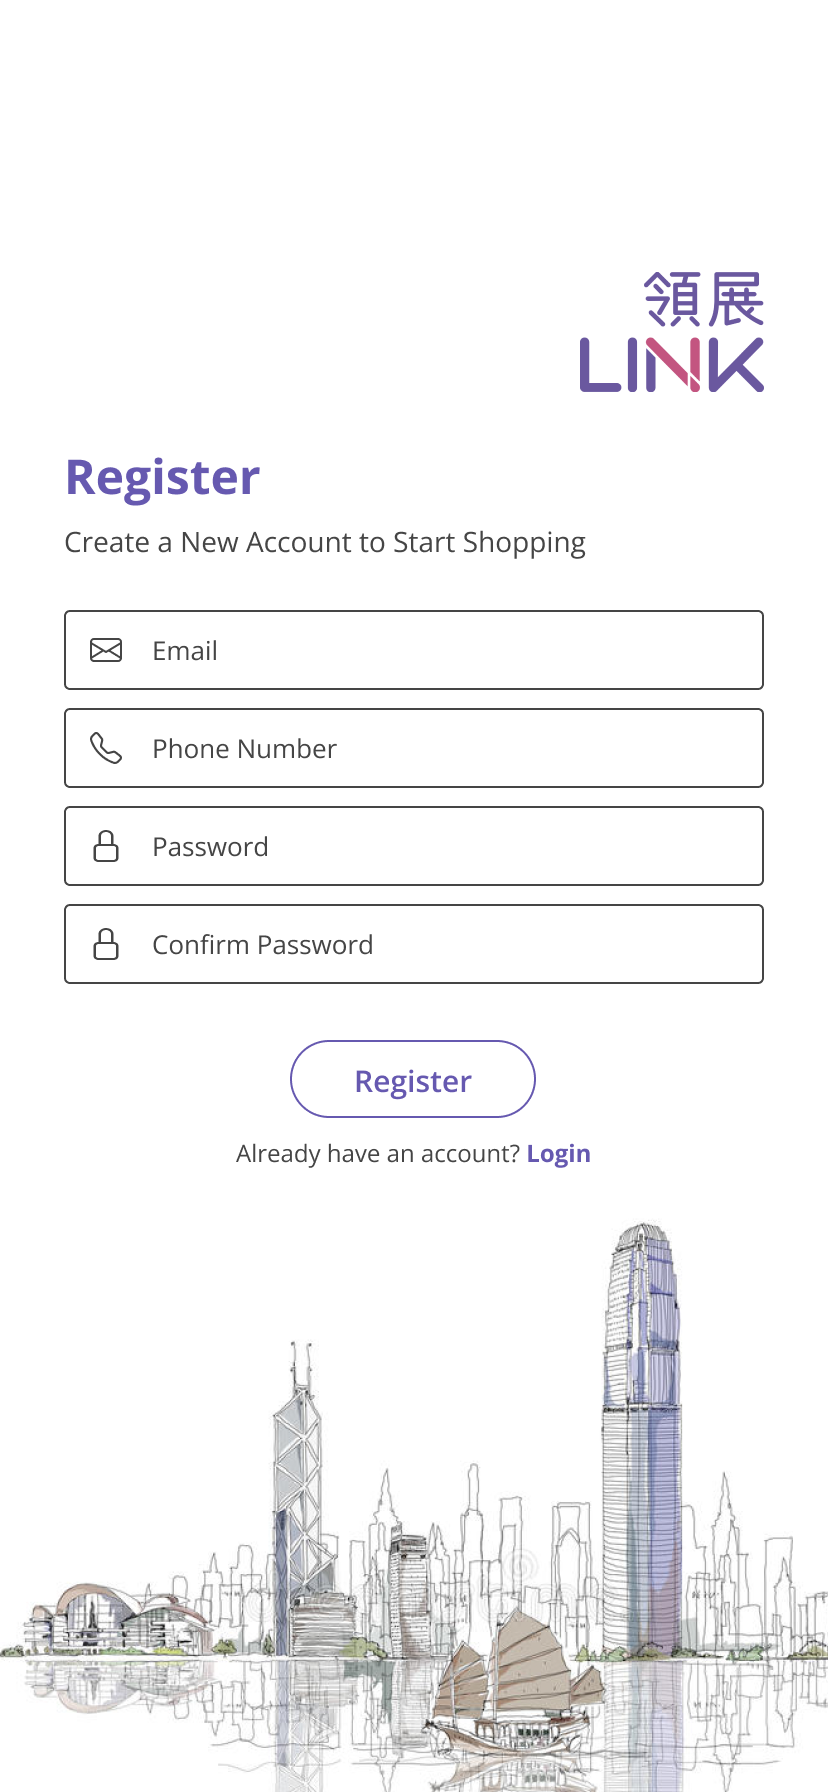 領展
LINK
Register
Create a New Account to Start Shopping
Email
Phone Number
Password
Confirm Password
Register
Already have an account? Login